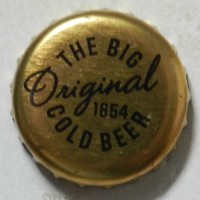 THE BIG
Original
1854
COLD BEER